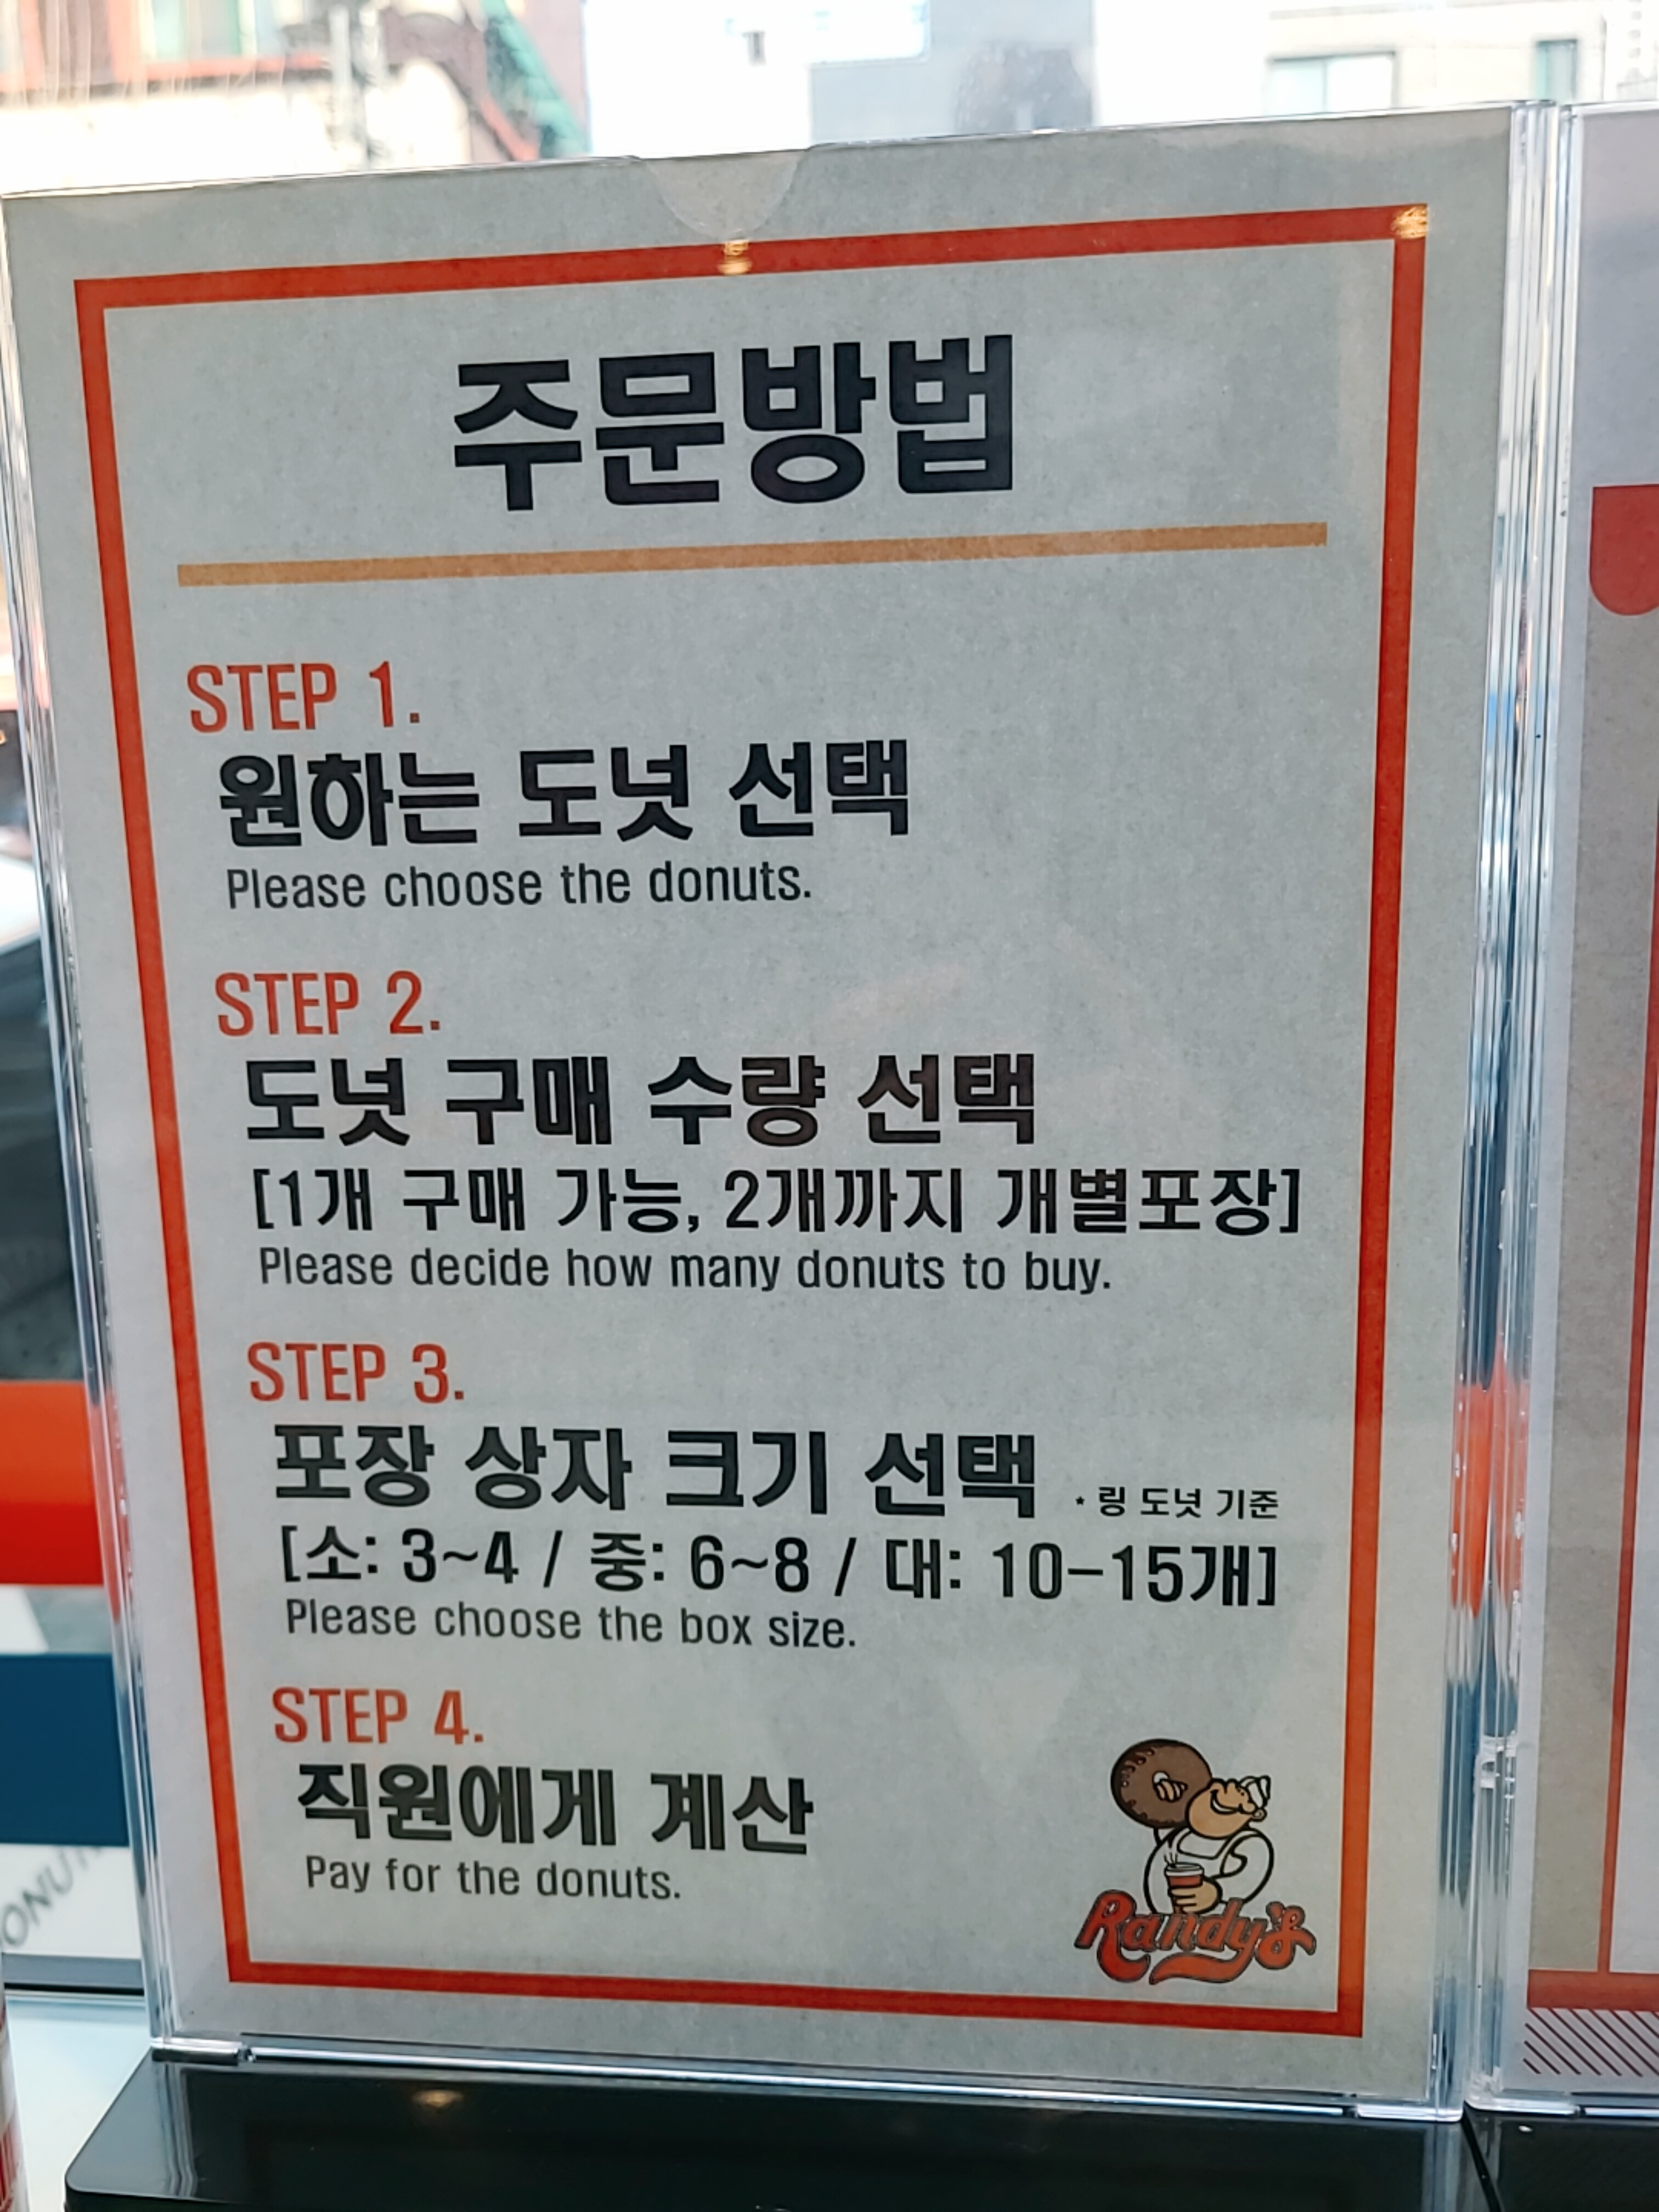 주문방법
STEP 1.
원하는 도넛 선택
Please choose the donuts.
STEP 2.
도넛 구매 수량 선택
[1개 구매 가능, 2개까지 개별포장]
Please decide how many donuts to buy.
STEP 3.
포장 상자 크기 선택 * 링 도넛 기준
[소: 3~4 / 중: 6~8 / 대: 10-15개]
Please choose the box size.
STEP 4.
직원에게 계산
Pay for the donuts.
Randy's